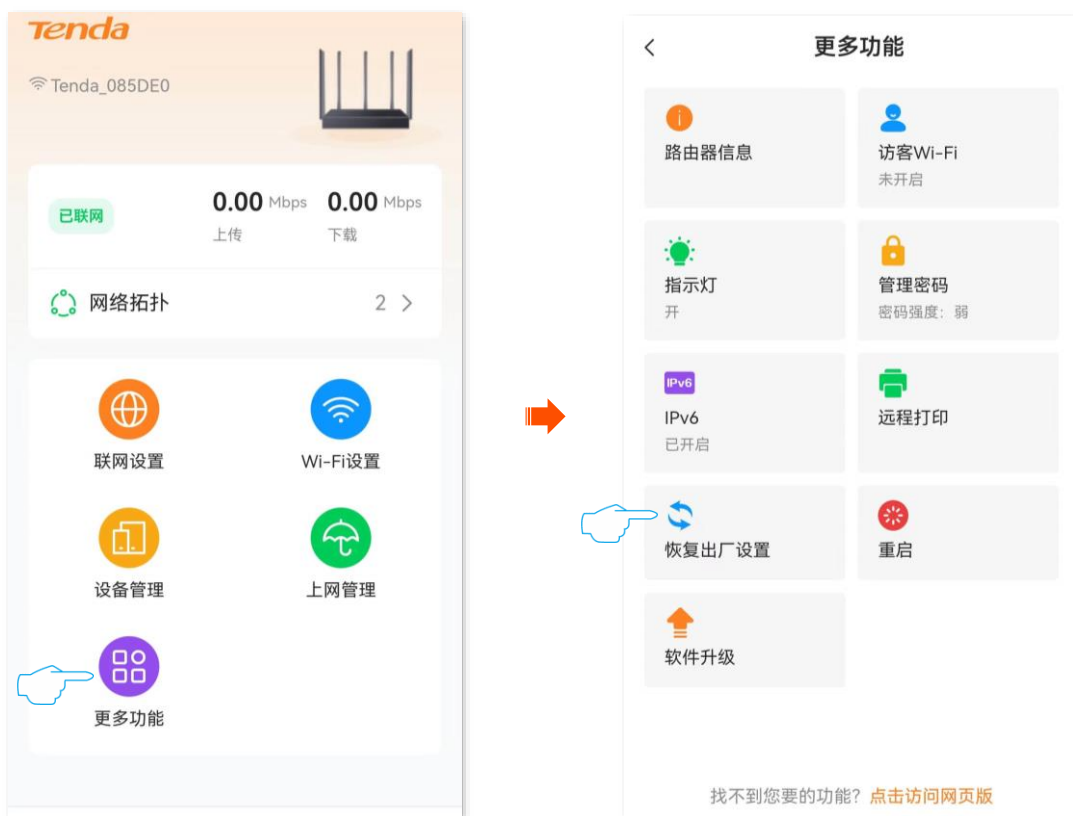 Tenda
Tenda_085DE0
已联网
0.00 Mbps 0.00 Mbps
上传 下载
网络拓扑 2
联网设置 Wi-Fi设置
设备管理 上网管理
更多功能
更多功能
路由器信息 访客Wi-Fi
未开启
指示灯 管理密码
开 密码强度：弱
IPv6
IPv6 远程打印
已开启
恢复出厂设置 重启
软件升级
找不到您要的功能？点击访问网页版